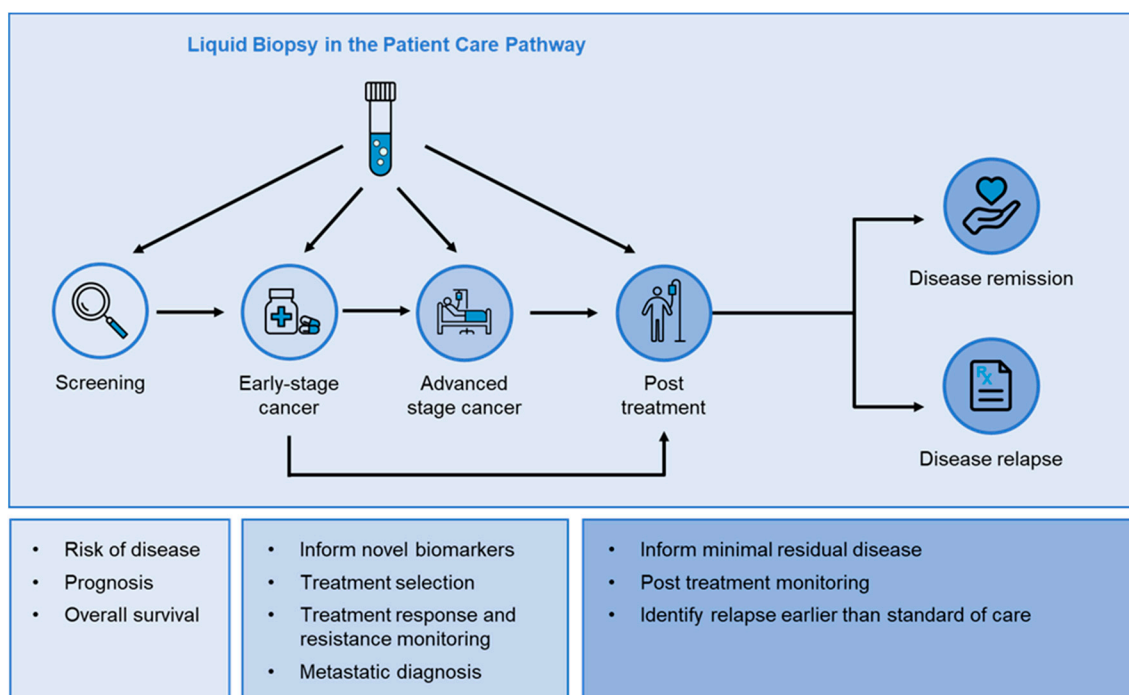 Liquid Biopsy in the Patient Care Pathway
Disease remission
Screening
Early-stage
cancer
Advanced
stage cancer
Post
treatment
RX
Disease relapse
• Risk of disease
• Prognosis
• Overall survival
• Inform novel biomarkers
• Treatment selection
• Treatment response and
resistance monitoring
• Metastatic diagnosis
• Inform minimal residual disease
• Post treatment monitoring
• Identify relapse earlier than standard of care